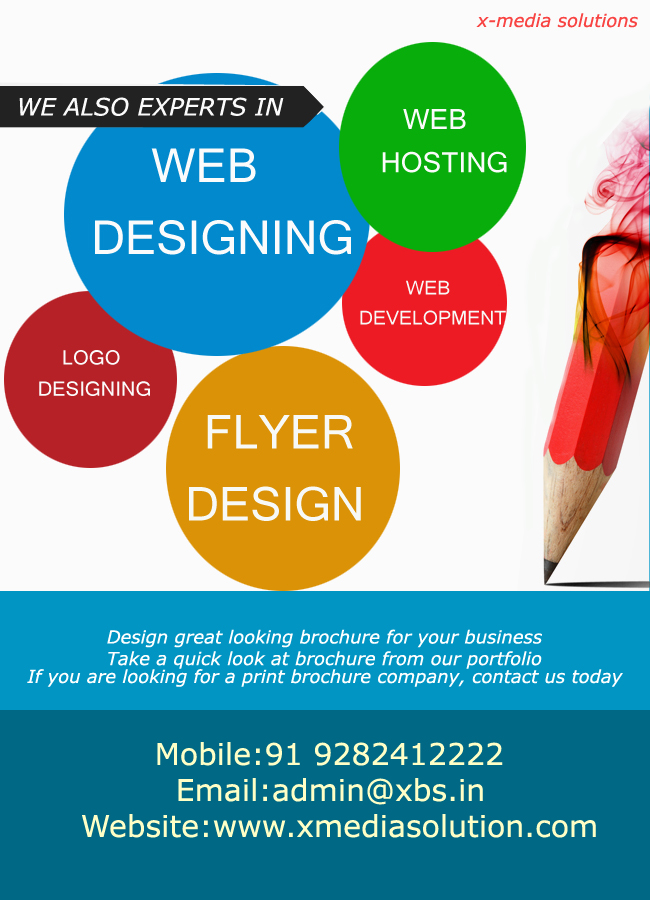 x-media solutions
WE ALSO EXPERTS IN
WEB
DESIGNING
WEB
HOSTING
WEB
DEVELOPMENT
LOGO
DESIGNING
FLYER
DESIGN
Design great looking brochure for your business
Take a quick look at brochure from our portfolio
If you are looking for a print brochure company, contact us today
Mobile:91 9282412222
Email:admin@xbs.in
Website:www.xmediasolution.com